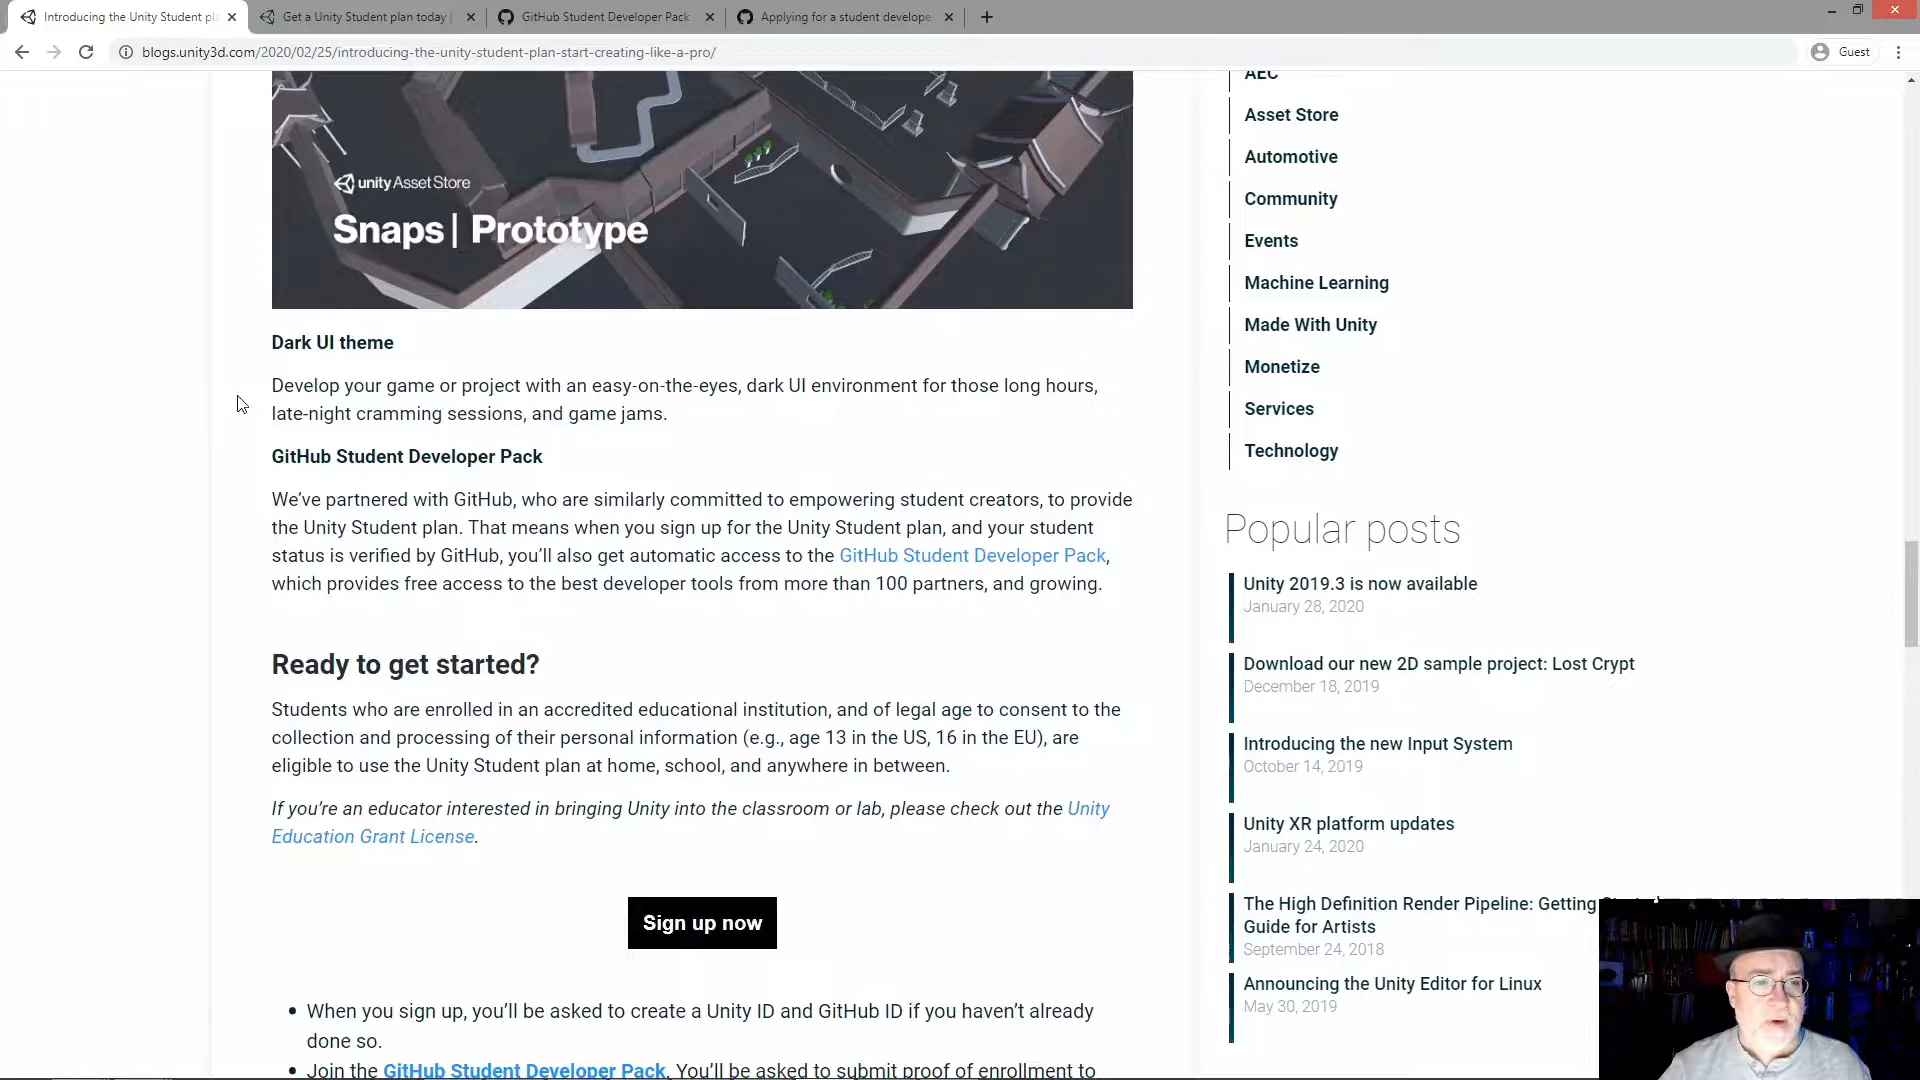 Introducing the Unity Student pl
Get a Unity Student plan today |
GitHub Student Developer Pack
Applying for a student develope
blogs.unity3d.com/2020/02/25/introducing-the-unity-student-plan-start-creating-like-a-pro/
Guest
unity Asset Store
Snaps | Prototype
Dark UI theme
Develop your game or project with an easy-on-the-eyes, dark UI environment for those long hours,
late-night cramming sessions, and game jams.
GitHub Student Developer Pack
We've partnered with GitHub, who are similarly committed to empowering student creators, to provide
the Unity Student plan. That means when you sign up for the Unity Student plan, and your student
status is verified by GitHub, you'll also get automatic access to the GitHub Student Developer Pack,
which provides free access to the best developer tools from more than 100 partners, and growing.
Ready to get started?
Students who are enrolled in an accredited educational institution, and of legal age to consent to the
collection and processing of their personal information (e.g., age 13 in the US, 16 in the EU), are
eligible to use the Unity Student plan at home, school, and anywhere in between.
If you're an educator interested in bringing Unity into the classroom or lab, please check out the Unity
Education Grant License.
Sign up now
• When you sign up, you'll be asked to create a Unity ID and GitHub ID if you haven't already
done so.
• Join the GitHub Student Developer Pack. You'll be asked to submit proof of enrollment to
AEC
Asset Store
Automotive
Community
Events
Machine Learning
Made With Unity
Monetize
Services
Technology
Popular posts
Unity 2019.3 is now available
January 28, 2020
Download our new 2D sample project: Lost Crypt
December 18, 2019
Introducing the new Input System
October 14, 2019
Unity XR platform updates
January 24, 2020
The High Definition Render Pipeline: Getting
Guide for Artists
September 24, 2018
Announcing the Unity Editor for Linux
May 30, 2019